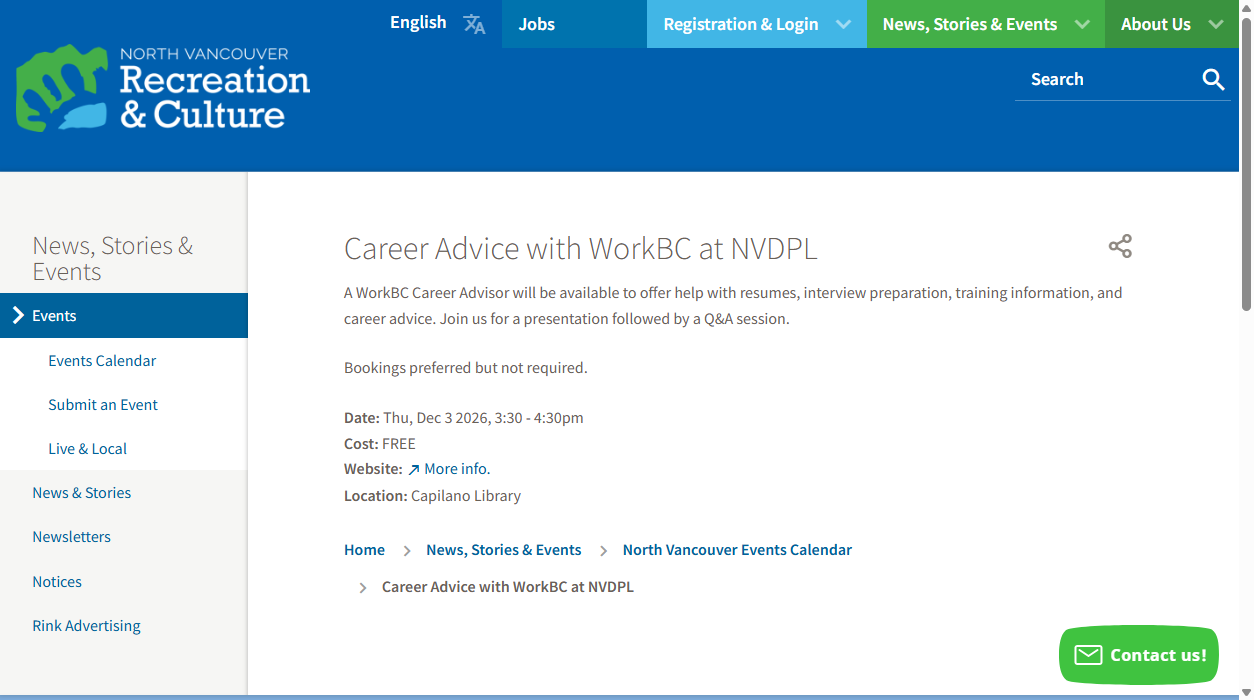 English
Jobs
Registration & Login
News, Stories & Events
About Us
NORTH VANCOUVER
Recreation
& Culture
Search
News, Stories &
Events
Events
Events Calendar
Submit an Event
Live & Local
News & Stories
Newsletters
Notices
Rink Advertising
Career Advice with WorkBC at NVDPL
A WorkBC Career Advisor will be available to offer help with resumes, interview preparation, training information, and
career advice. Join us for a presentation followed by a Q&A session.
Bookings preferred but not required.
Date: Thu, Dec 3 2026, 3:30 - 4:30pm
Cost: FREE
Website: More info.
Location: Capilano Library
Home > News, Stories & Events > North Vancouver Events Calendar
> Career Advice with WorkBC at NVDPL
Contact us!